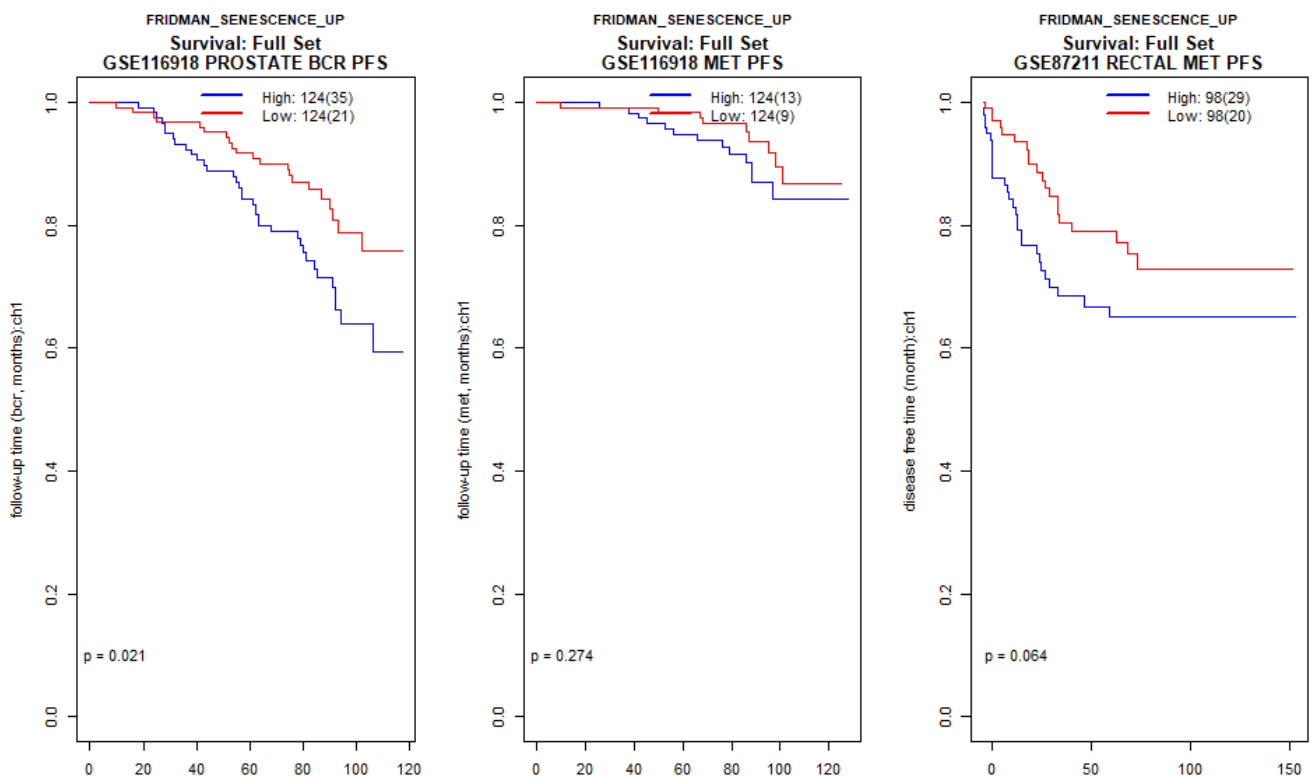 FRIDMAN_SENESCENCE_UP
Survival: Full Set
GSE116918 PROSTATE BCR PFS
High: 124(35)
Low: 124(21)
follow-up time (bcr, months):ch1
1.0
0.8
0.6
0.4
0.2
0.0
p = 0.021
0 20 40 60 80 100 120
FRIDMAN_SENESCENCE_UP
Survival: Full Set
GSE116918 MET PFS
High: 124(13)
Low: 124(9)
follow-up time (met, months):ch1
1.0
0.8
0.6
0.4
0.2
0.0
p = 0.274
0 20 40 60 80 100 120
FRIDMAN_SENESCENCE_UP
Survival: Full Set
GSE87211 RECTAL MET PFS
High: 98(29)
Low: 98(20)
disease free time (month):ch1
1.0
0.8
0.6
0.4
0.2
0.0
p = 0.064
0 50 100 150